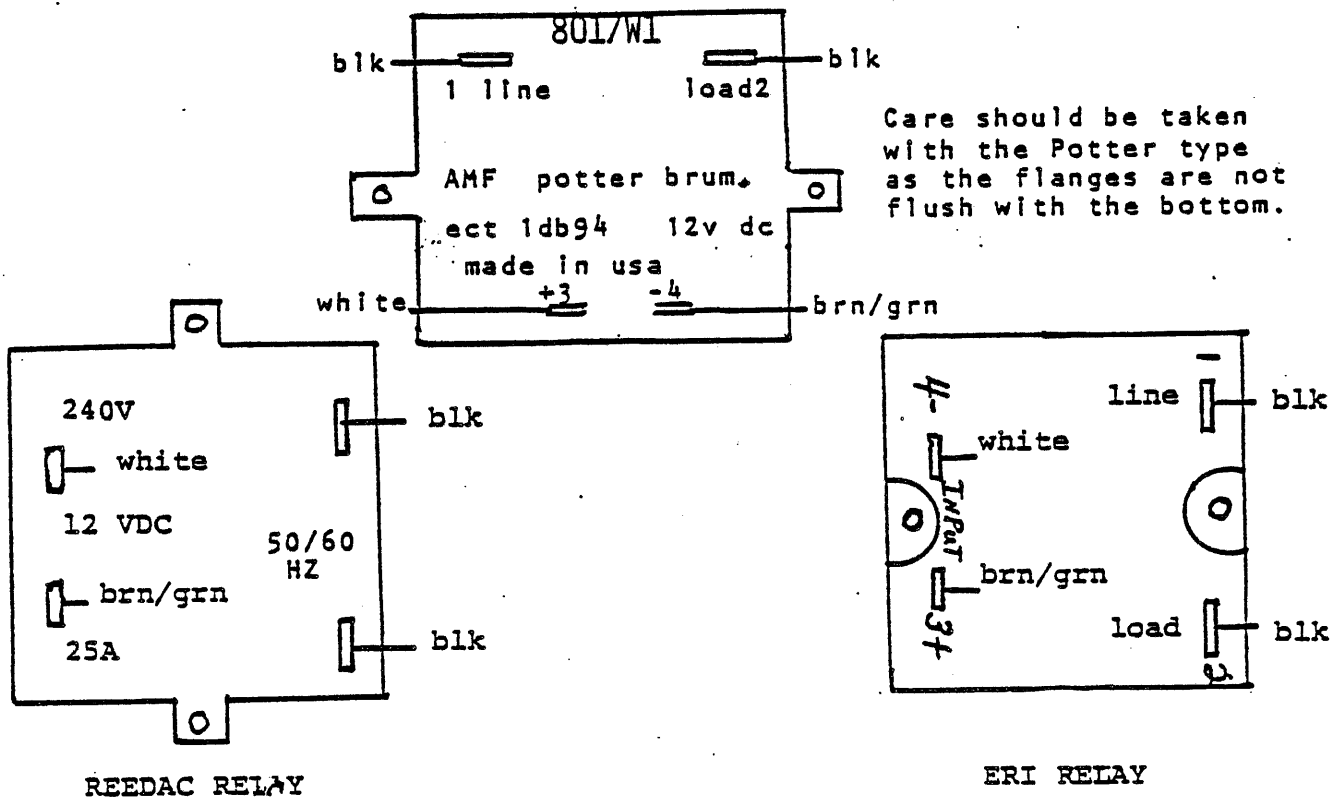 801/WI
blk
blk
1 line
load2
Care should be taken
with the Potter type
as the flanges are not
flush with the bottom.
AMF potter brum.
ect 1db94 12v dc
made in usa
+3
-4
white
brn/grn
240V
blk
white
12 VDC
50/60
HZ
brn/grn
25A
blk
REEDAC RELAY
1
4-
line
blk
white
INPUT
brn/grn
3+
load
blk
2
ERI RELAY